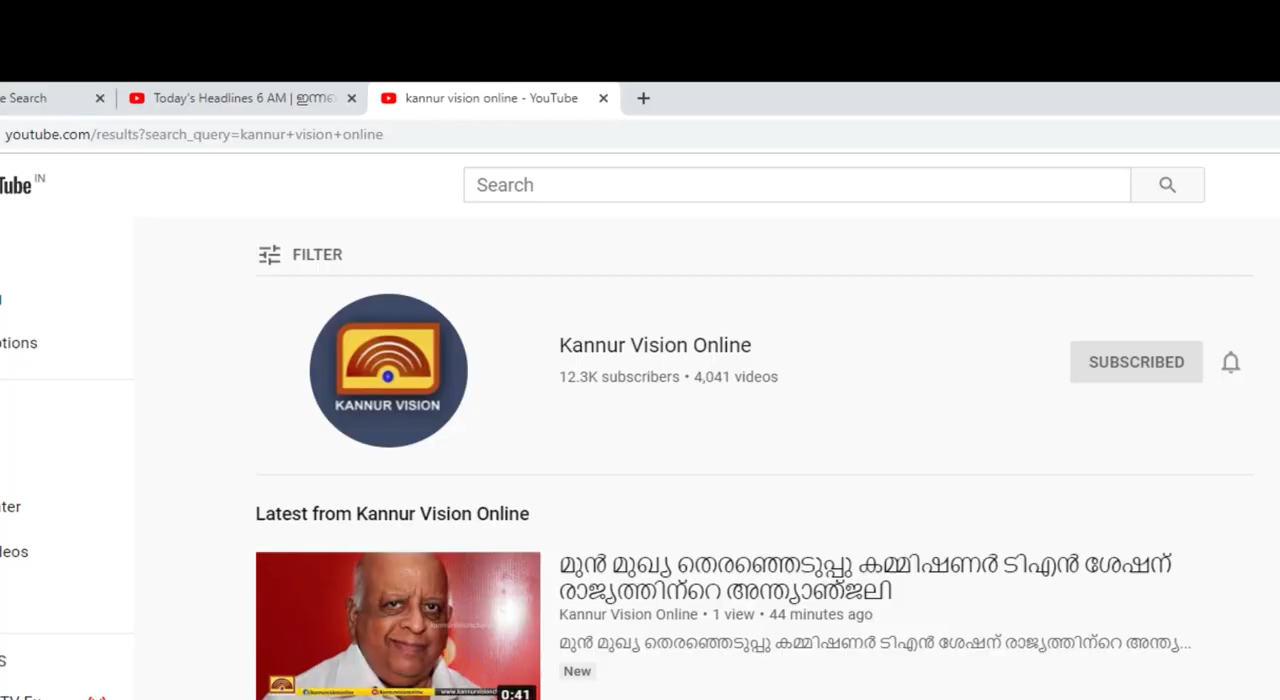 e Search
Today's Headlines 6 AM | ഇന്നത്
kannur vision online - YouTube
youtube.com/results?search_query=kannur+vision+online
Tube IN
Search
FILTER
KANNUR VISION
Kannur Vision Online
12.3K subscribers • 4,041 videos
SUBSCRIBED
ptions
Latest from Kannur Vision Online
ter
deos
മുൻ മുഖ്യ തെരഞ്ഞെടുപ്പു കമ്മിഷണർ ടിഎൻ ശേഷന്
രാജ്യത്തിന്റെ അന്ത്യാഞ്ജലി
Kannur Vision Online • 1 view • 44 minutes ago
മുൻ മുഖ്യ തെരഞ്ഞെടുപ്പു കമ്മിഷണർ ടിഎൻ ശേഷന് രാജ്യത്തിന്റെ അന്ത്യ...
New
S
0:41